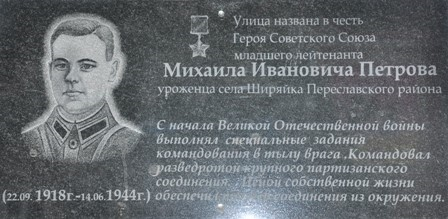 Улица названа в честь
Героя Советского Союза
младшего лейтенанта
Михаила Ивановича Петрова
уроженца села Ширяйка Переславского района
С начала Великой Отечественной войны
выполнял специальные задания
командования в тылу врага .Командовал
разведротой крупного партизанского
соединения .Ценой собственной жизни
обеспечил соединения из окружения.
(22.09. 1918г.-14.06.1944г.)